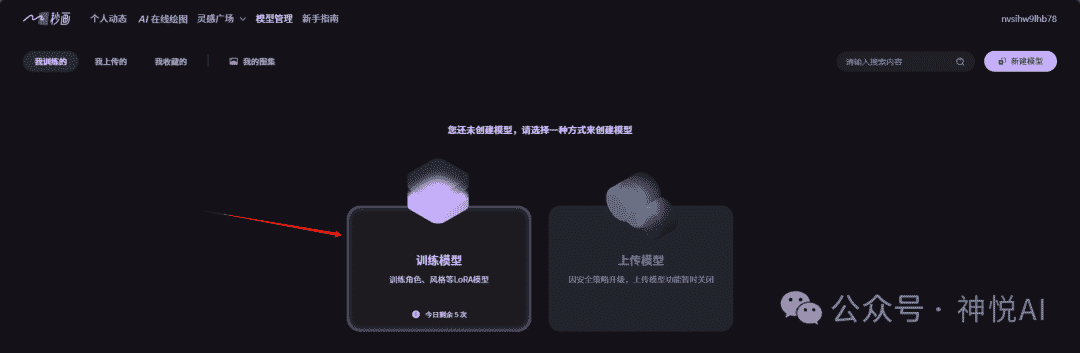 秒画 个人动态 AI 在线绘图 灵感广场 模型管理 新手指南 nvsihw9lhb78
我训练的 我上传的 我收藏的 我的图集 请输入搜索内容 新建模型
您还未创建模型，请选择一种方式来创建模型
训练模型
训练角色、风格等LoRA模型
今日剩余 5 次
上传模型
因安全策略升级，上传模型功能暂时关闭
公众号 · 神悦AI